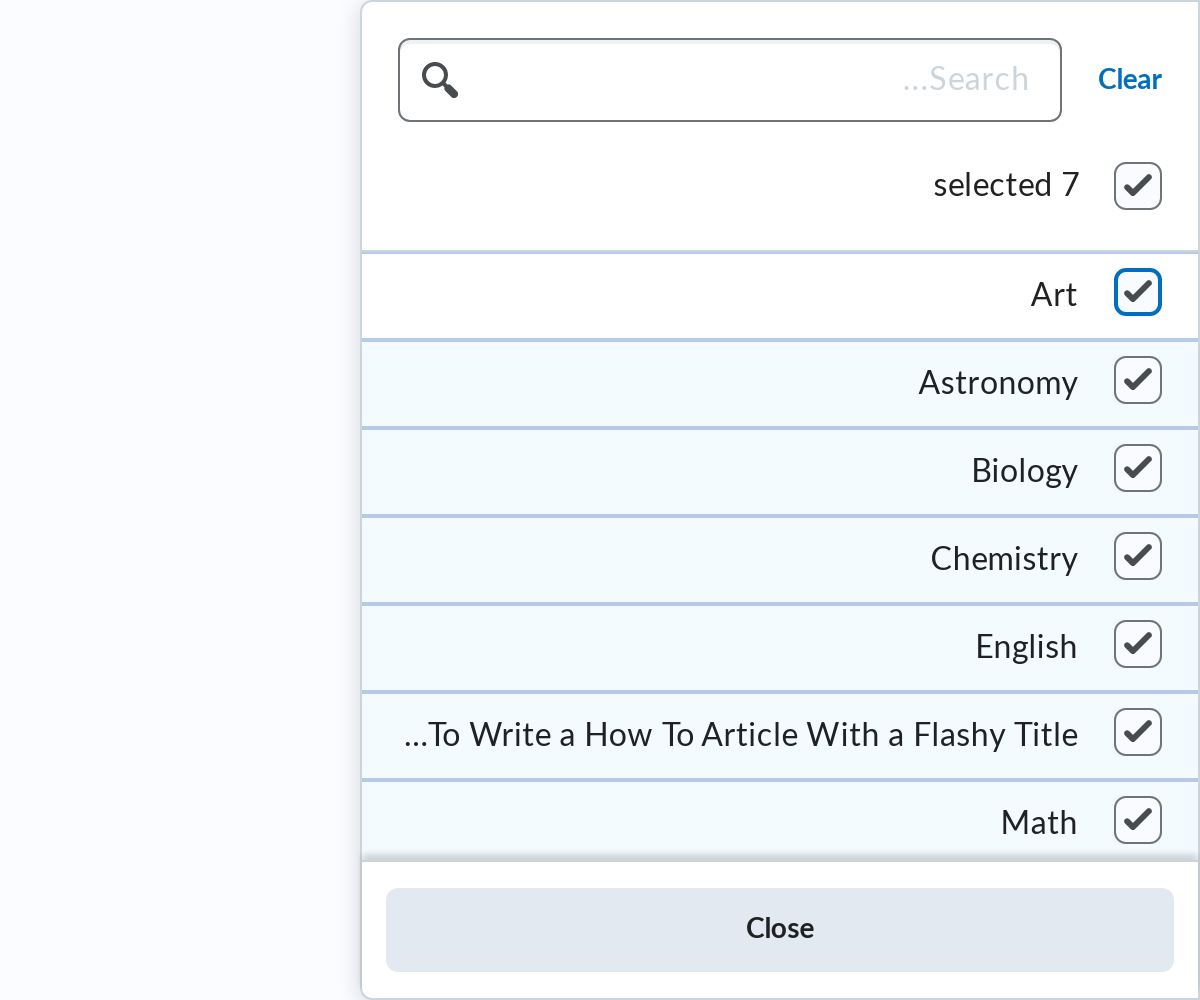 ...Search
Clear
selected 7
Art
Astronomy
Biology
Chemistry
English
...To Write a How To Article With a Flashy Title
Math
Close